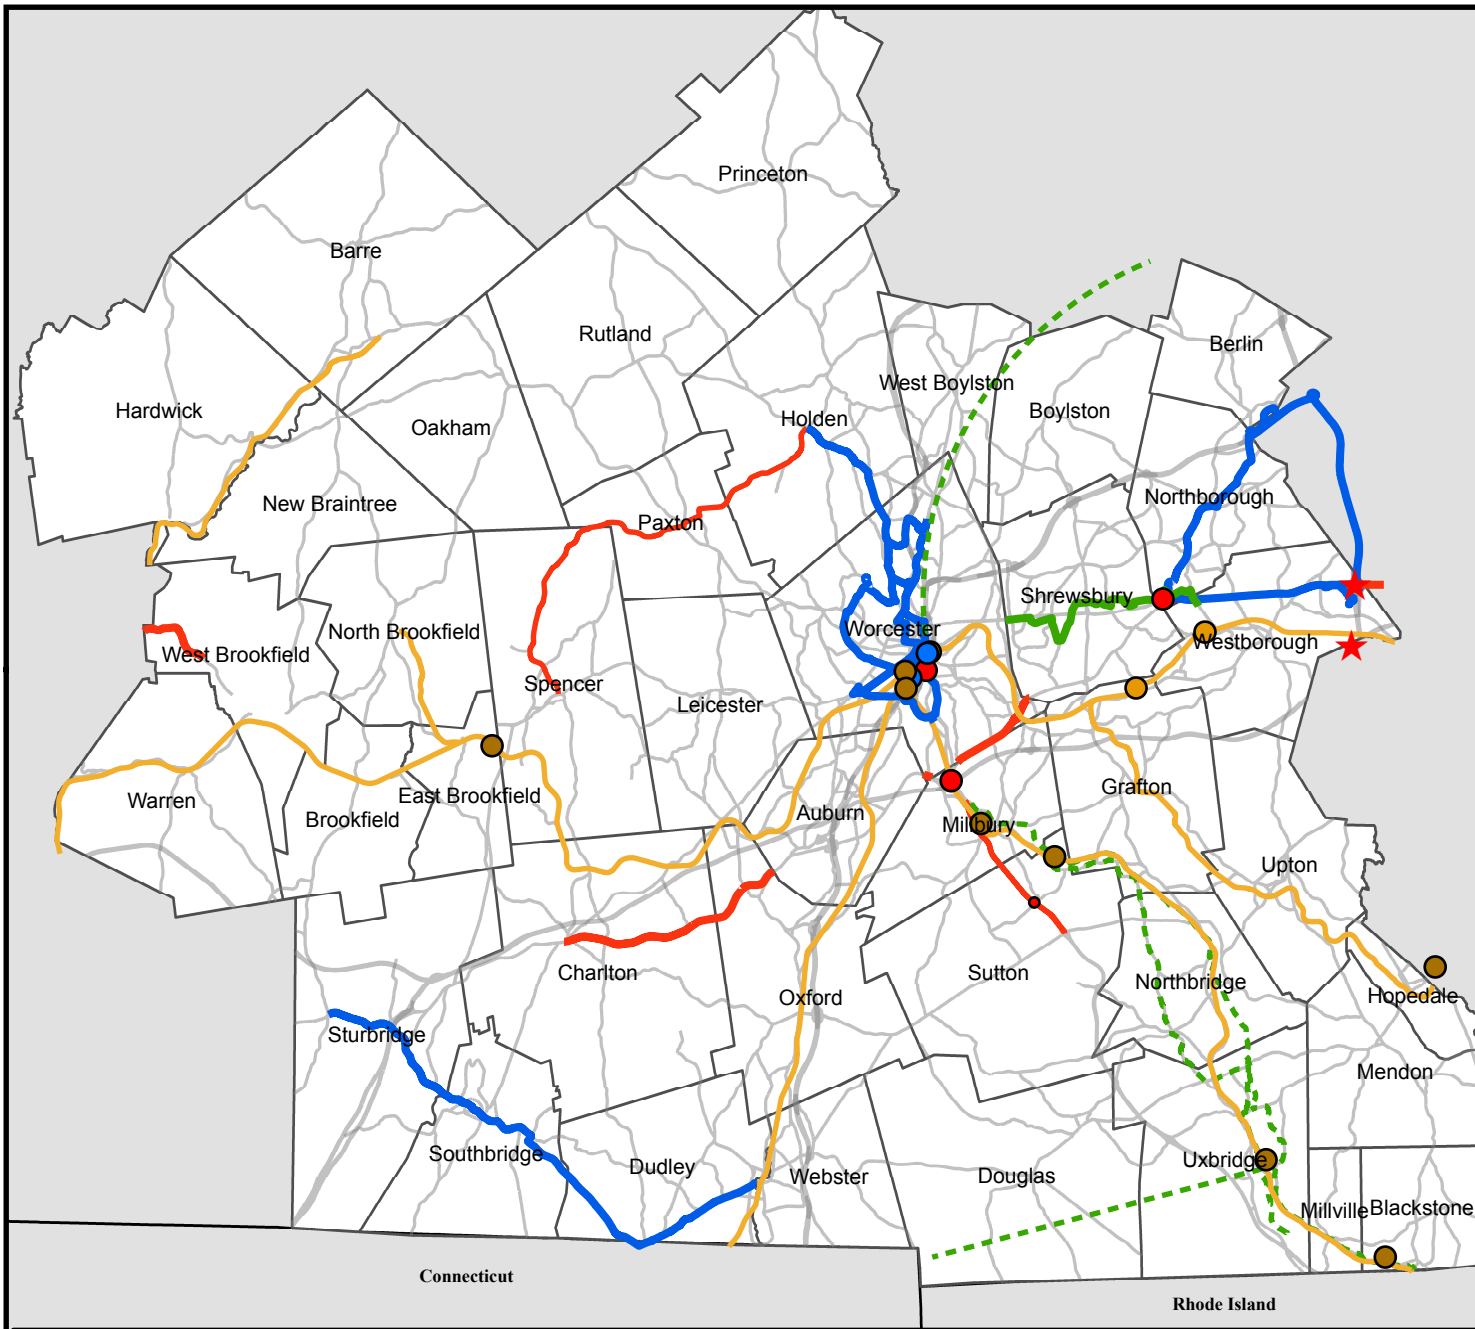 Princeton
Barre
Rutland
Berlin
West Boylston
Hardwick
Boylston
Holden
Oakham
Northborough
New Braintree
Paxton
Shrewsbury
Worcester
North Brookfield
Westborough
West Brookfield
Spencer
Leicester
Grafton
East Brookfield
Warren
Auburn
Brookfield
Millbury
Upton
Charlton
Sutton
Northbridge
Oxford
Hopedale
Sturbridge
Mendon
Southbridge
Uxbridge
Dudley
Webster
Douglas
Millville
Blackstone
Connecticut
Rhode Island